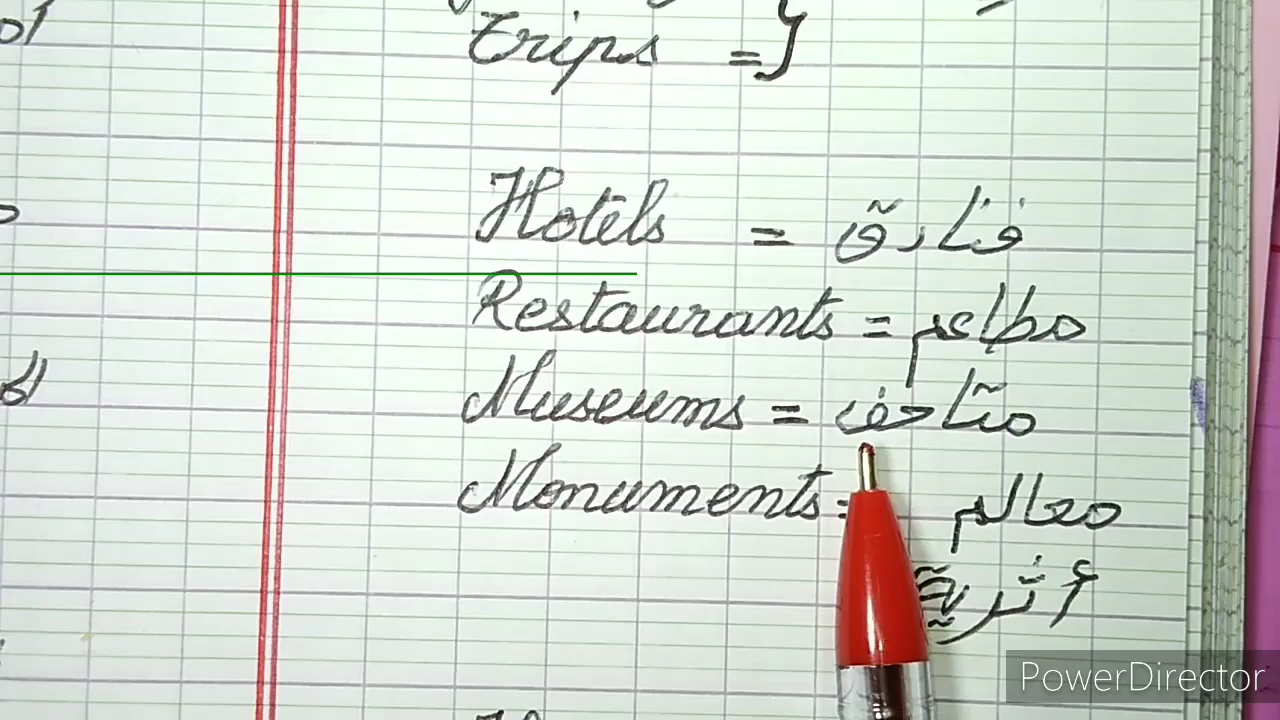 Trips =}
Hotels = فنادق
Restaurants = مطاعم
Museums = متاحف
Monuments = معالم
أثرية
PowerDirector